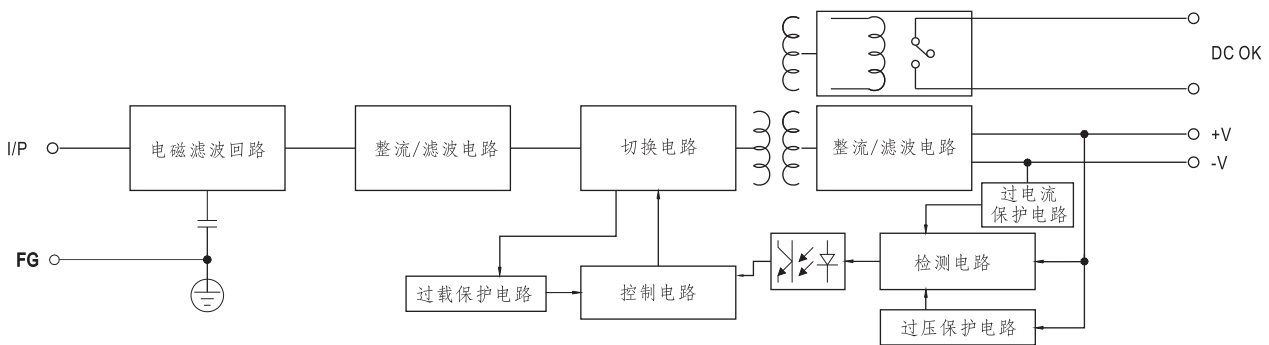 DC OK
I/P
电磁滤波回路
整流/滤波电路
切换电路
整流/滤波电路
+V
-V
过电流
保护电路
FG
检测电路
过载保护电路
控制电路
过压保护电路